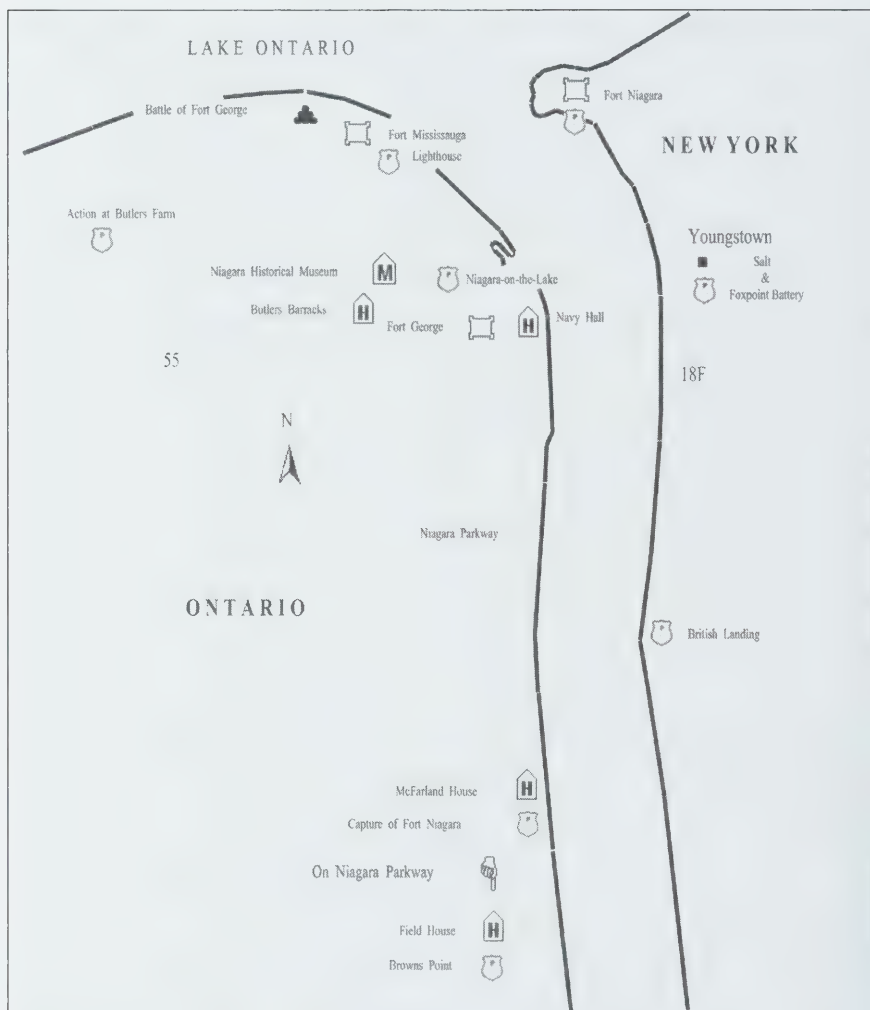 LAKE ONTARIO
Fort Niagara
P
Battle of Fort George
Fort Mississauga
P
Lighthouse
NEW YORK
Action at Butlers Farm
P
Youngstown
Salt
&
P
Foxpoint Battery
Niagara Historical Museum
M
P
Niagara-on-the-Lake
Butlers Barracks
H
Fort George
H
Navy Hall
55
18F
N
Niagara Parkway
ONTARIO
P
British Landing
McFarland House
H
Capture of Fort Niagara
P
On Niagara Parkway
Field House
H
Browns Point
P